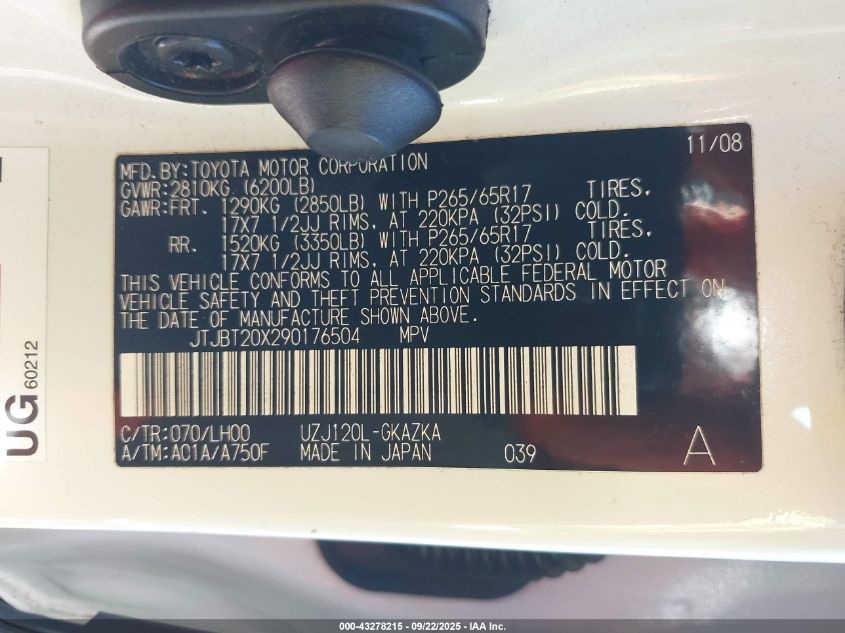 11/08
MFD. BY: TOYOTA MOTOR CORPORATION
GVWR: 2810KG (6200LB)
GAWR: FRT. 1290KG (2850LB) WITH P265/65R17 TIRES,
17X7 1/2JJ RIMS, AT 220KPA (32PSI) COLD.
RR. 1520KG (3350LB) WITH P265/65R17 TIRES,
17X7 1/2JJ RIMS, AT 220KPA (32PSI) COLD.
THIS VEHICLE CONFORMS TO ALL APPLICABLE FEDERAL MOTOR
VEHICLE SAFETY AND THEFT PREVENTION STANDARDS IN EFFECT ON
THE DATE OF MANUFACTURE SHOWN ABOVE.
JTJBT20X290176504 MPV
C/TR: 070/LH00 UZJ120L-GKAZKA
A/TM: AC1A/A750F MADE IN JAPAN 039 A
UG 60212
000-43278215 - 09/22/2025 - IAA Inc.